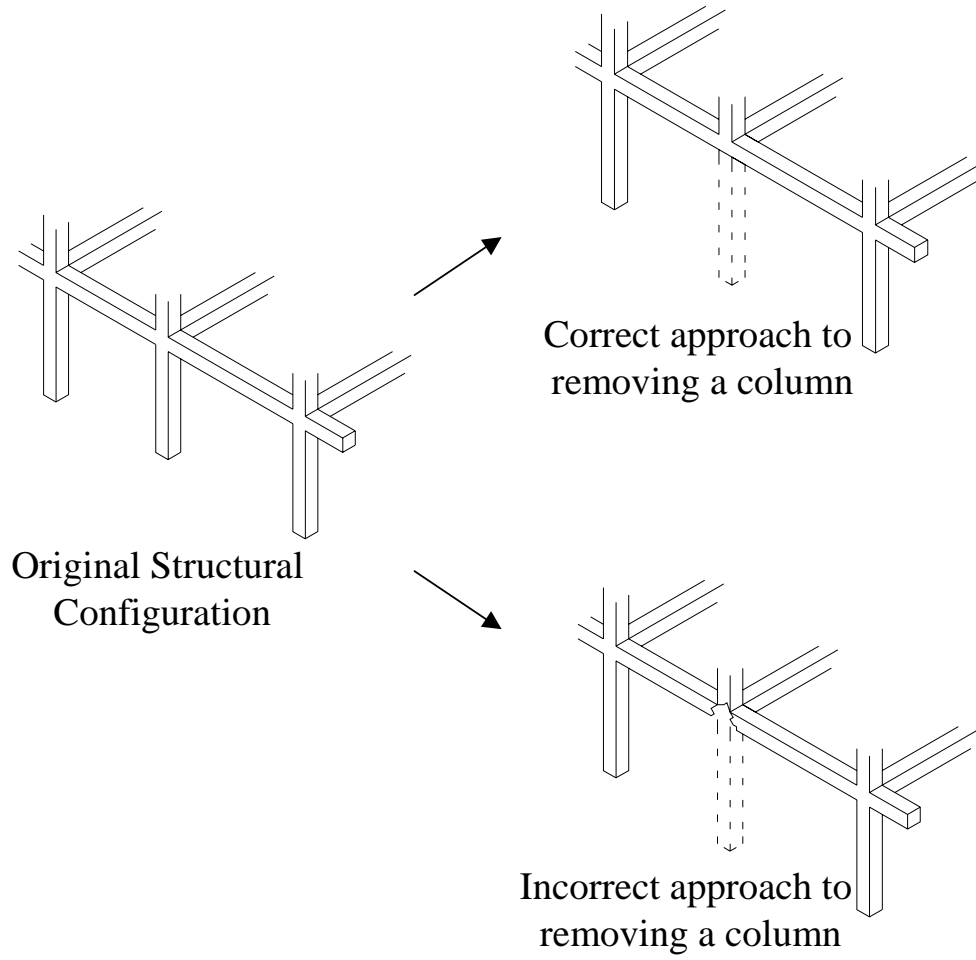 Original Structural
Configuration
Correct approach to
removing a column
Incorrect approach to
removing a column